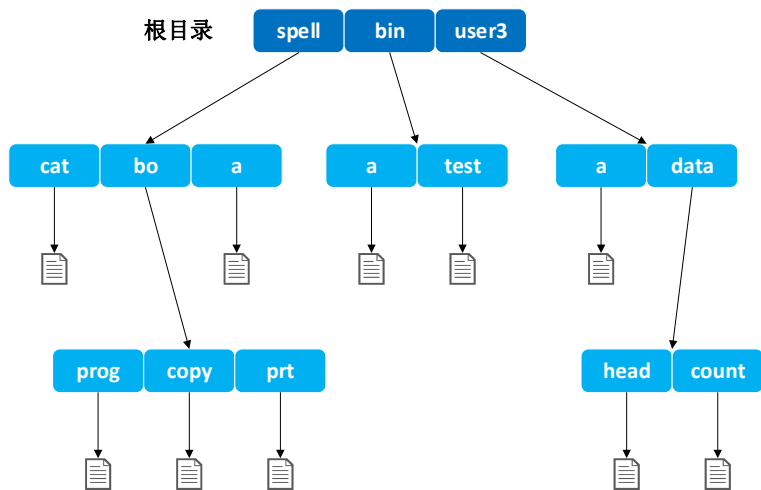 根目录 spell bin user3
cat bo a a test a data
prog copy prt head count